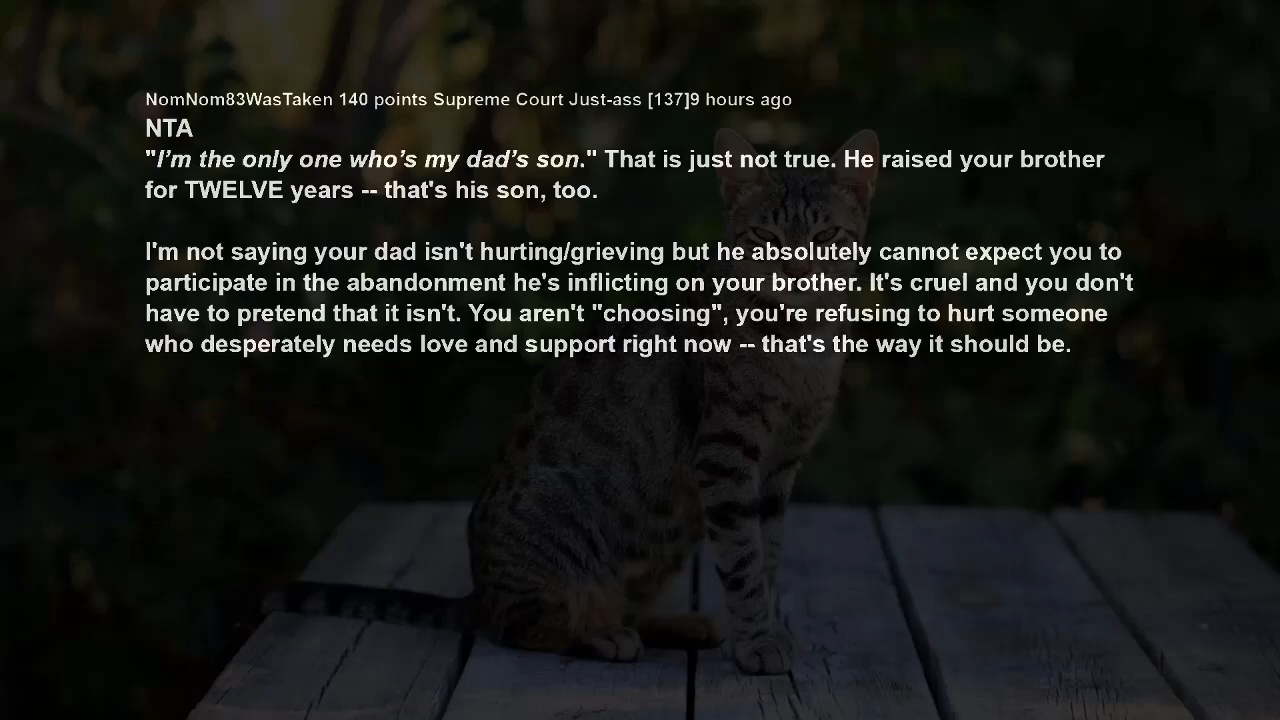 NomNom83WasTaken 140 points Supreme Court Just-ass [137]9 hours ago
NTA
"I’m the only one who’s my dad’s son." That is just not true. He raised your brother
for TWELVE years -- that's his son, too.
I'm not saying your dad isn't hurting/grieving but he absolutely cannot expect you to
participate in the abandonment he's inflicting on your brother. It's cruel and you don't
have to pretend that it isn't. You aren't "choosing", you're refusing to hurt someone
who desperately needs love and support right now -- that's the way it should be.